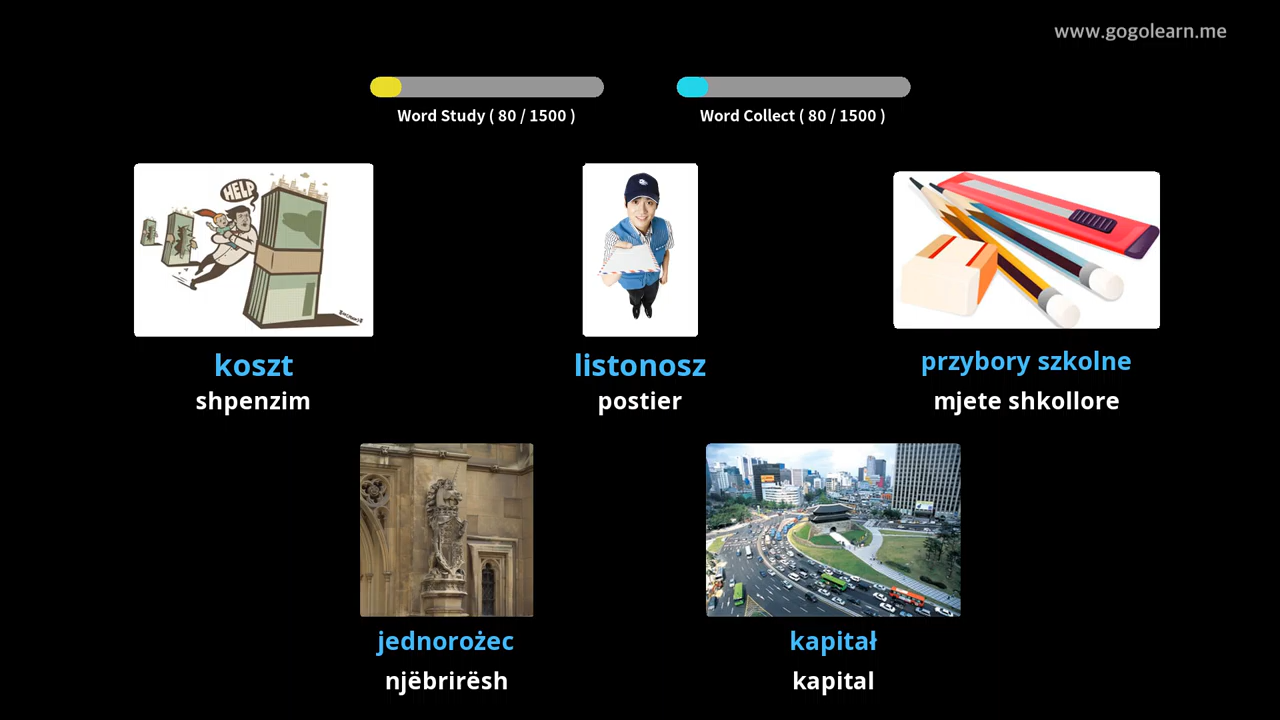 www.gogolearn.me
Word Study ( 80 / 1500 )
Word Collect ( 80 / 1500 )
HELP
koszt
shpenzim
listonosz
postier
przybory szkolne
mjete shkollore
jednorożec
njëbrirësh
kapitał
kapital